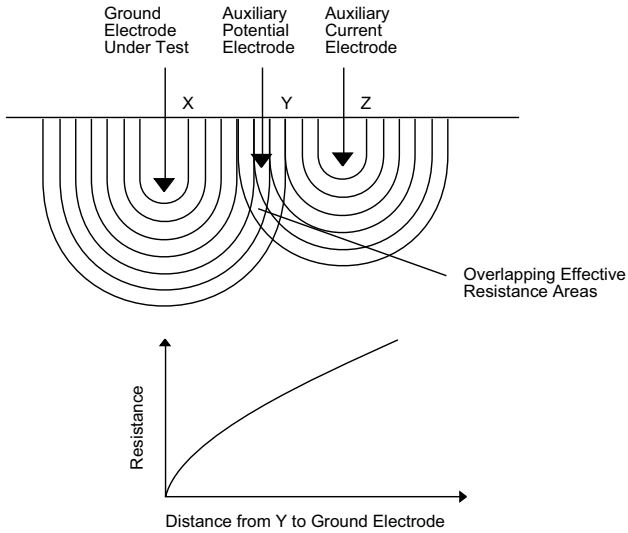 Ground
Electrode
Under Test
Auxiliary
Potential
Electrode
Auxiliary
Current
Electrode
X
Y
Z
Overlapping Effective
Resistance Areas
Resistance
Distance from Y to Ground Electrode